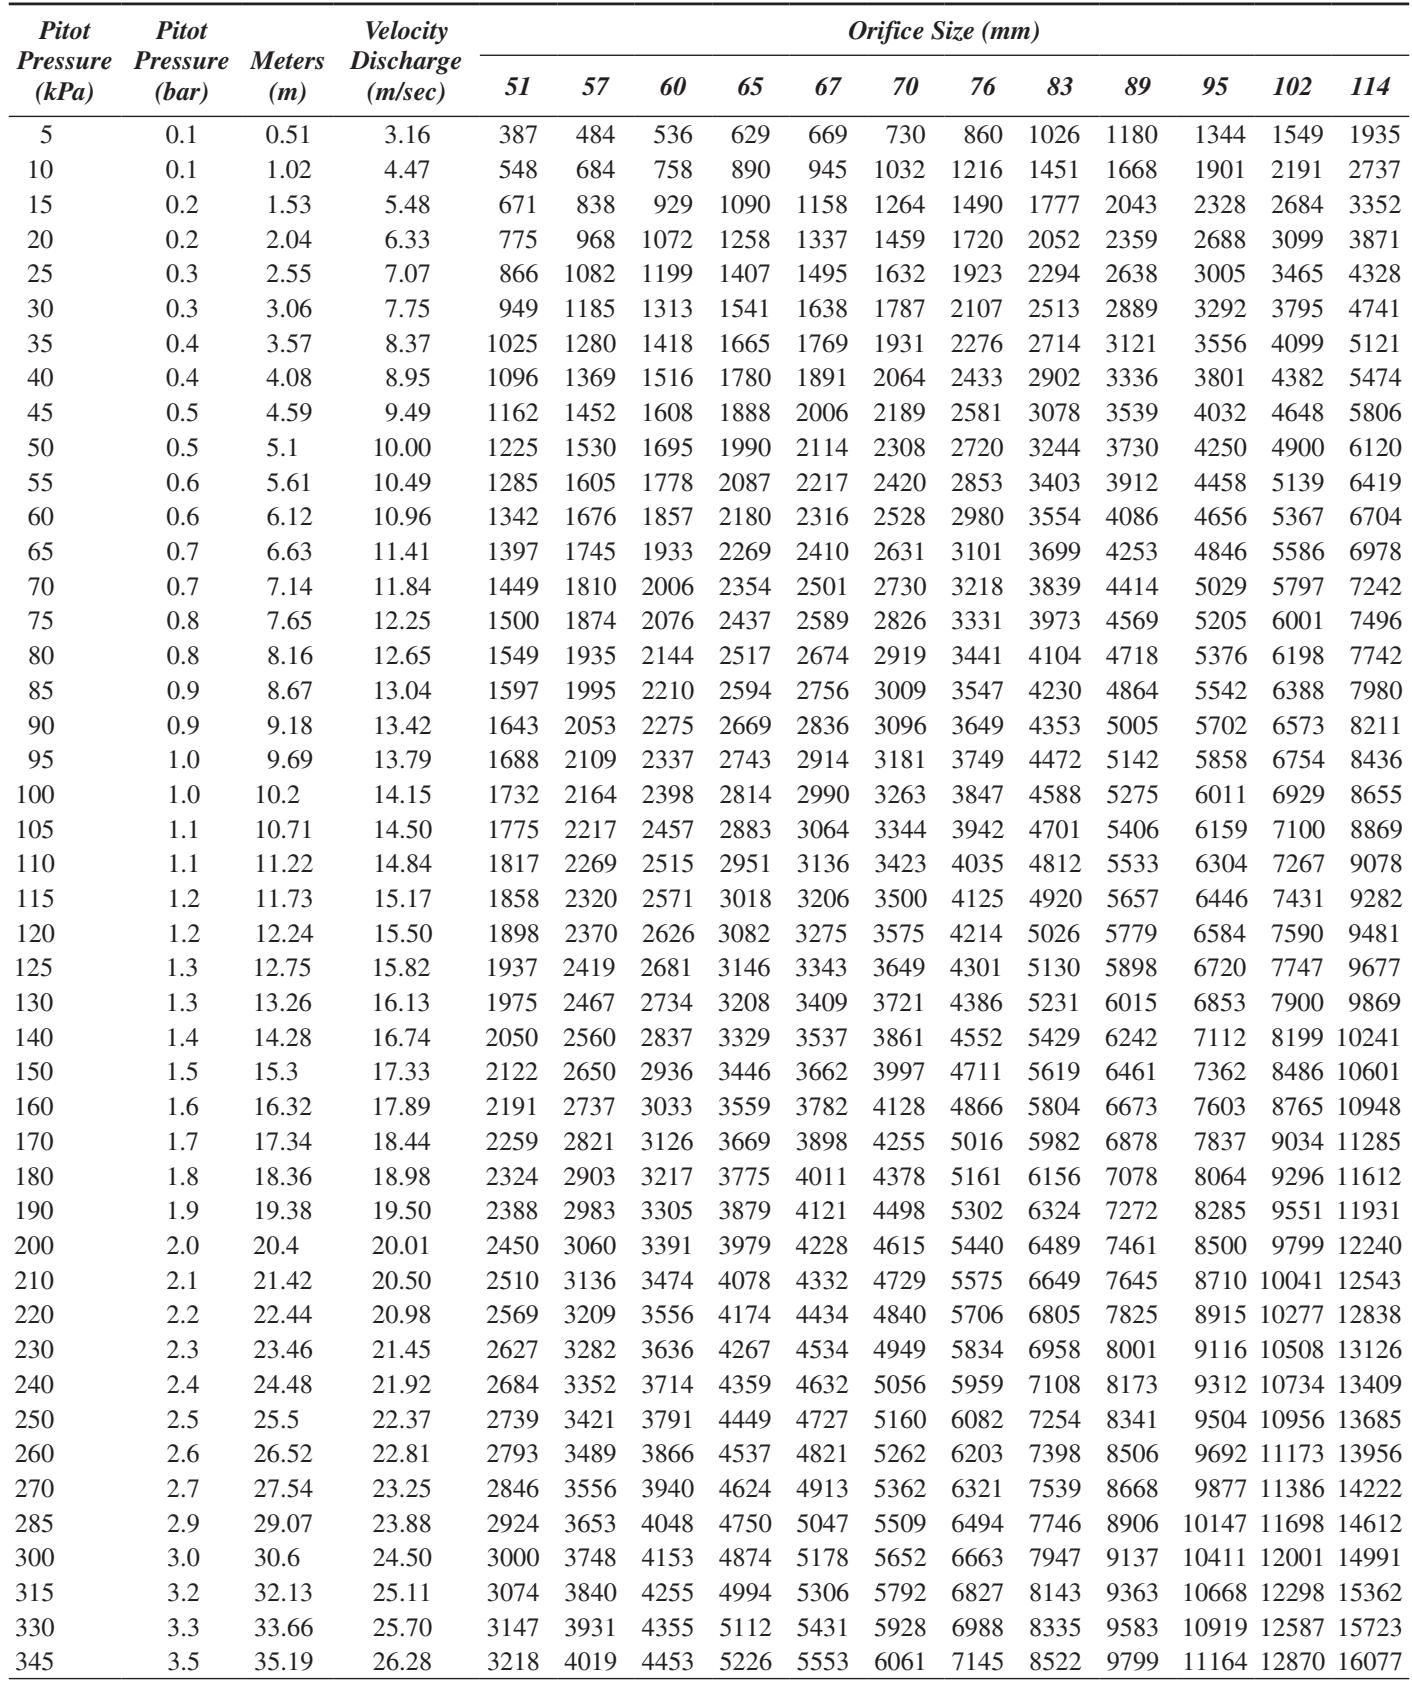 Pitot Pitot Velocity Orifice Size (mm)
Pressure Pressure Meters Discharge
(kPa) (bar) (m) (m/sec) 51 57 60 65 67 70 76 83 89 95 102 114
5 0.1 0.51 3.16 387 484 536 629 669 730 860 1026 1180 1344 1549 1935
10 0.1 1.02 4.47 548 684 758 890 945 1032 1216 1451 1668 1901 2191 2737
15 0.2 1.53 5.48 671 838 929 1090 1158 1264 1490 1777 2043 2328 2684 3352
20 0.2 2.04 6.33 775 968 1072 1258 1337 1459 1720 2052 2359 2688 3099 3871
25 0.3 2.55 7.07 866 1082 1199 1407 1495 1632 1923 2294 2638 3005 3465 4328
30 0.3 3.06 7.75 949 1185 1313 1541 1638 1787 2107 2513 2889 3292 3795 4741
35 0.4 3.57 8.37 1025 1280 1418 1665 1769 1931 2276 2714 3121 3556 4099 5121
40 0.4 4.08 8.95 1096 1369 1516 1780 1891 2064 2433 2902 3336 3801 4382 5474
45 0.5 4.59 9.49 1162 1452 1608 1888 2006 2189 2581 3078 3539 4032 4648 5806
50 0.5 5.1 10.00 1225 1530 1695 1990 2114 2308 2720 3244 3730 4250 4900 6120
55 0.6 5.61 10.49 1285 1605 1778 2087 2217 2420 2853 3403 3912 4458 5139 6419
60 0.6 6.12 10.96 1342 1676 1857 2180 2316 2528 2980 3554 4086 4656 5367 6704
65 0.7 6.63 11.41 1397 1745 1933 2269 2410 2631 3101 3699 4253 4846 5586 6978
70 0.7 7.14 11.84 1449 1810 2006 2354 2501 2730 3218 3839 4414 5029 5797 7242
75 0.8 7.65 12.25 1500 1874 2076 2437 2589 2826 3331 3973 4569 5205 6001 7496
80 0.8 8.16 12.65 1549 1935 2144 2517 2674 2919 3441 4104 4718 5376 6198 7742
85 0.9 8.67 13.04 1597 1995 2210 2594 2756 3009 3547 4230 4864 5542 6388 7980
90 0.9 9.18 13.42 1643 2053 2275 2669 2836 3096 3649 4353 5005 5702 6573 8211
95 1.0 9.69 13.79 1688 2109 2337 2743 2914 3181 3749 4472 5142 5858 6754 8436
100 1.0 10.2 14.15 1732 2164 2398 2814 2990 3263 3847 4588 5275 6011 6929 8655
105 1.1 10.71 14.50 1775 2217 2457 2883 3064 3344 3942 4701 5406 6159 7100 8869
110 1.1 11.22 14.84 1817 2269 2515 2951 3136 3423 4035 4812 5533 6304 7267 9078
115 1.2 11.73 15.17 1858 2320 2571 3018 3206 3500 4125 4920 5657 6446 7431 9282
120 1.2 12.24 15.50 1898 2370 2626 3082 3275 3575 4214 5026 5779 6584 7590 9481
125 1.3 12.75 15.82 1937 2419 2681 3146 3343 3649 4301 5130 5898 6720 7747 9677
130 1.3 13.26 16.13 1975 2467 2734 3208 3409 3721 4386 5231 6015 6853 7900 9869
140 1.4 14.28 16.74 2050 2560 2837 3329 3537 3861 4552 5429 6242 7112 8199 10241
150 1.5 15.3 17.33 2122 2650 2936 3446 3662 3997 4711 5619 6461 7362 8486 10601
160 1.6 16.32 17.89 2191 2737 3033 3559 3782 4128 4866 5804 6673 7603 8765 10948
170 1.7 17.34 18.44 2259 2821 3126 3669 3898 4255 5016 5982 6878 7837 9034 11285
180 1.8 18.36 18.98 2324 2903 3217 3775 4011 4378 5161 6156 7078 8064 9296 11612
190 1.9 19.38 19.50 2388 2983 3305 3879 4121 4498 5302 6324 7272 8285 9551 11931
200 2.0 20.4 20.01 2450 3060 3391 3979 4228 4615 5440 6489 7461 8500 9799 12240
210 2.1 21.42 20.50 2510 3136 3474 4078 4332 4729 5575 6649 7645 8710 10041 12543
220 2.2 22.44 20.98 2569 3209 3556 4174 4434 4840 5706 6805 7825 8915 10277 12838
230 2.3 23.46 21.45 2627 3282 3636 4267 4534 4949 5834 6958 8001 9116 10508 13126
240 2.4 24.48 21.92 2684 3352 3714 4359 4632 5056 5959 7108 8173 9312 10734 13409
250 2.5 25.5 22.37 2739 3421 3791 4449 4727 5160 6082 7254 8341 9504 10956 13685
260 2.6 26.52 22.81 2793 3489 3866 4537 4821 5262 6203 7398 8506 9692 11173 13956
270 2.7 27.54 23.25 2846 3556 3940 4624 4913 5362 6321 7539 8668 9877 11386 14222
285 2.9 29.07 23.88 2924 3653 4048 4750 5047 5509 6494 7746 8906 10147 11698 14612
300 3.0 30.6 24.50 3000 3748 4153 4874 5178 5652 6663 7947 9137 10411 12001 14991
315 3.2 32.13 25.11 3074 3840 4255 4994 5306 5792 6827 8143 9363 10668 12298 15362
330 3.3 33.66 25.70 3147 3931 4355 5112 5431 5928 6988 8335 9583 10919 12587 15723
345 3.5 35.19 26.28 3218 4019 4453 5226 5553 6061 7145 8522 9799 11164 12870 16077